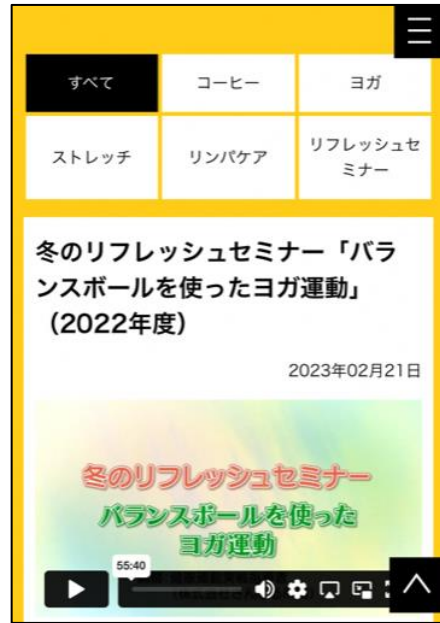 すべて
コーヒー
ヨガ
ストレッチ
リンパケア
リフレッシュセ
ミナー
冬のリフレッシュセミナー「バラ
ンスボールを使ったヨガ運動」
（2022年度）
2023年02月21日
冬のリフレッシュセミナー
バランスボールを使った
ヨガ運動
55:40